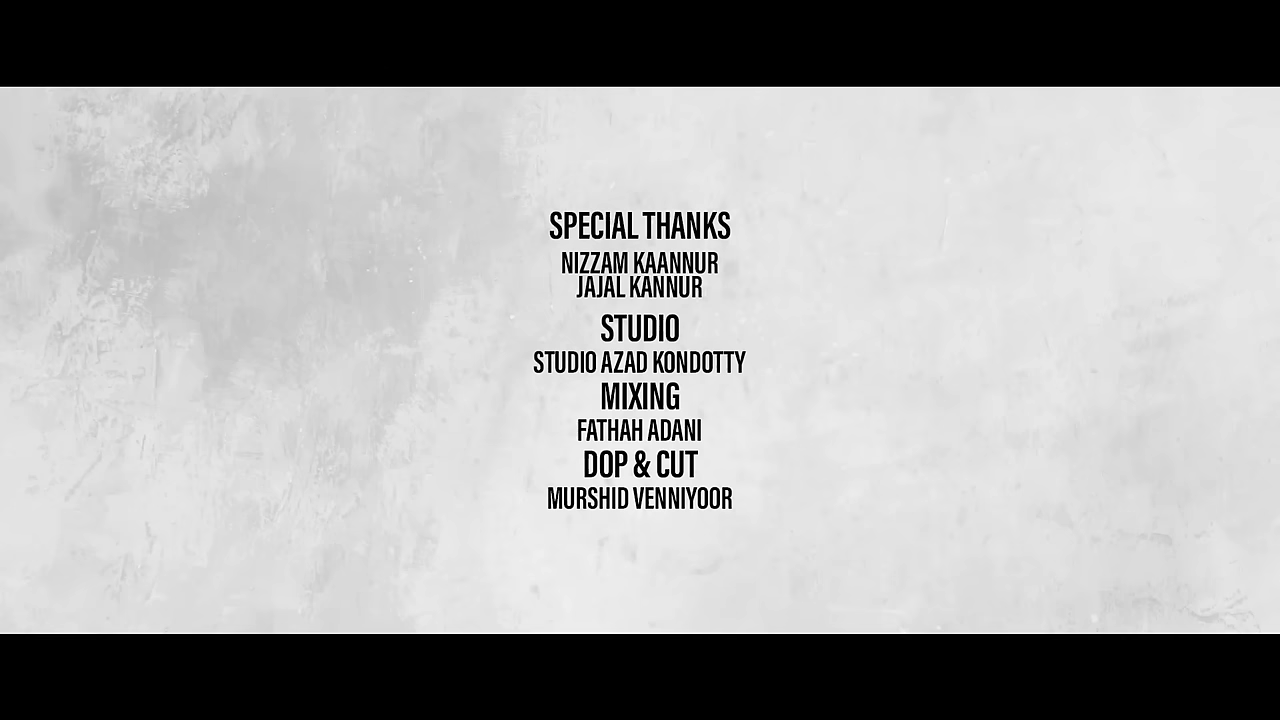 SPECIAL THANKS
NIZZAM KAANNUR
JAJAL KANNUR
STUDIO
STUDIO AZAD KONDOTTY
MIXING
FATHAH ADANI
DOP & CUT
MURSHID VENNIYOOR